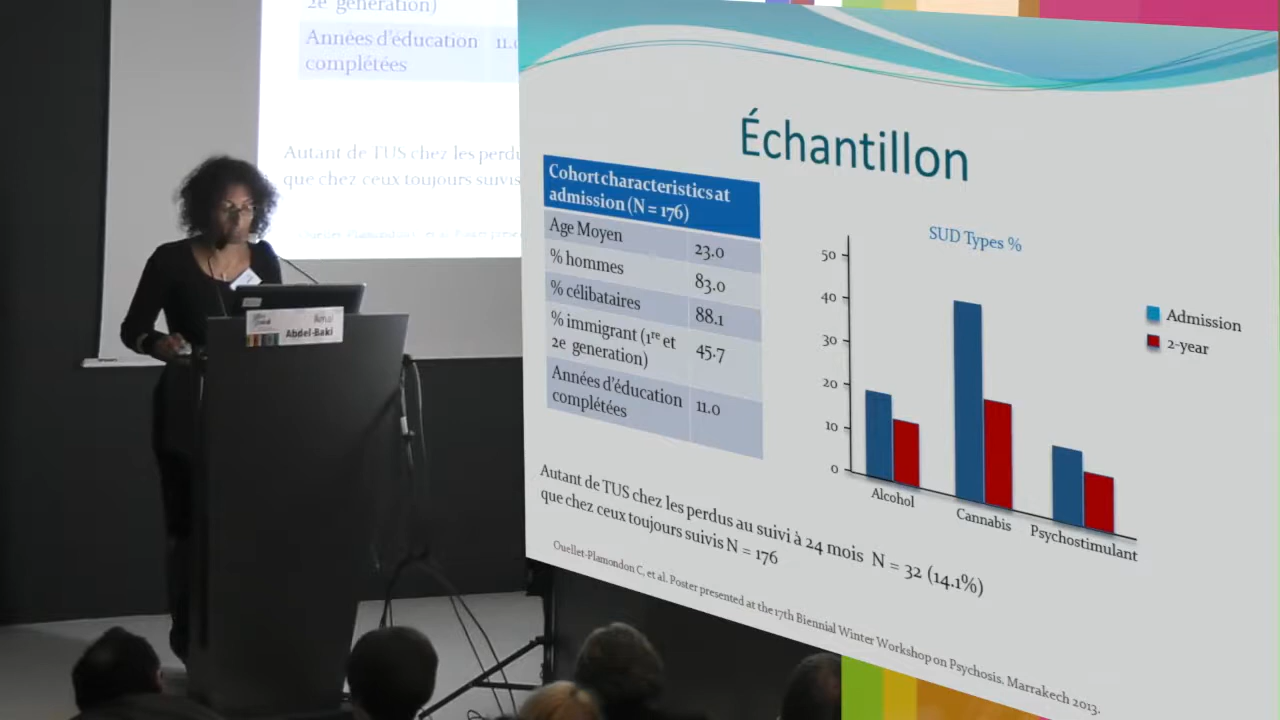 2e generation)
Années d'éducation
complétées
11.0
Autant de TUS chez les perdu
que chez ceux toujours suivis
Abdel-Baki
Échantillon
Cohort characteristics at
admission (N = 176)
Age Moyen 23.0
% hommes 83.0
% célibataires 88.1
% immigrant (1re et
2e generation) 45.7
Années d'éducation
complétées 11.0
SUD Types %
50
40
30
20
10
0
Alcohol
Cannabis
Psychostimulant
Admission
2-year
Autant de TUS chez les perdus au suivi à 24 mois N = 32 (14.1%)
que chez ceux toujours suivis N = 176
Ouellet-Plamondon C, et al. Poster presented at the 17th Biennial Winter Workshop on Psychosis. Marrakech 2013.